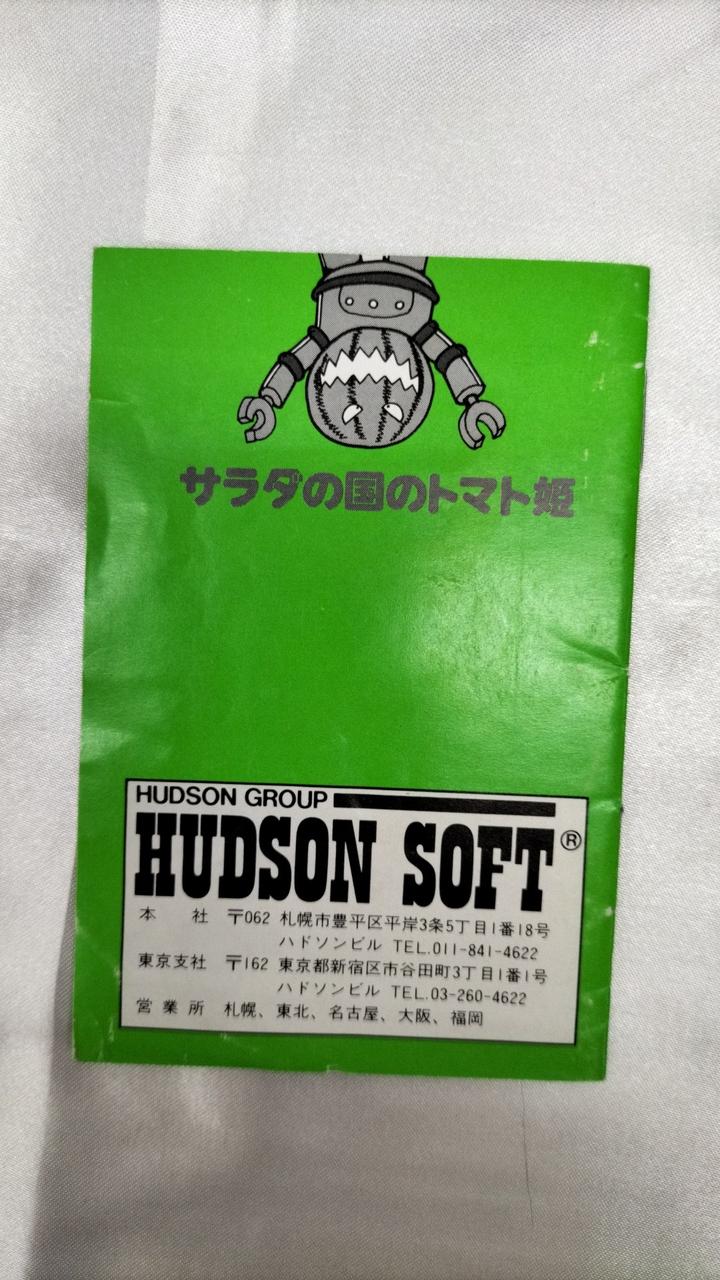 サラダの国のトマト姫
HUDSON GROUP
HUDSON SOFT®
本 社 〒062 札幌市豊平区平岸3条5丁目1番18号
ハドソンビル TEL.011-841-4622
東京支社 〒162 東京都新宿区市谷田町3丁目1番1号
ハドソンビル TEL.03-260-4622
営業所 札幌、東北、名古屋、大阪、福岡